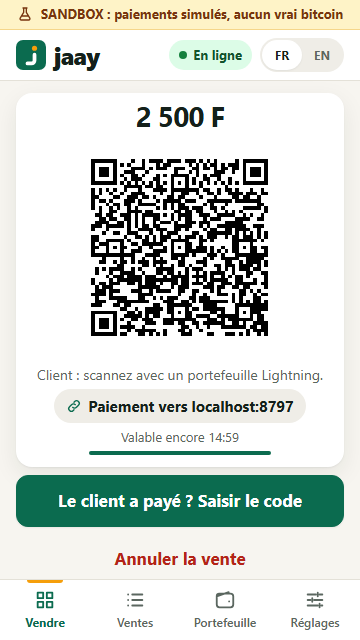 SANDBOX : paiements simulés, aucun vrai bitcoin
jaay
En ligne
FR
EN
2 500 F
Client : scannez avec un portefeuille Lightning.
Paiement vers localhost:8797
Valable encore 14:59
Le client a payé ? Saisir le code
Annuler la vente
Vendre
Ventes
Portefeuille
Réglages